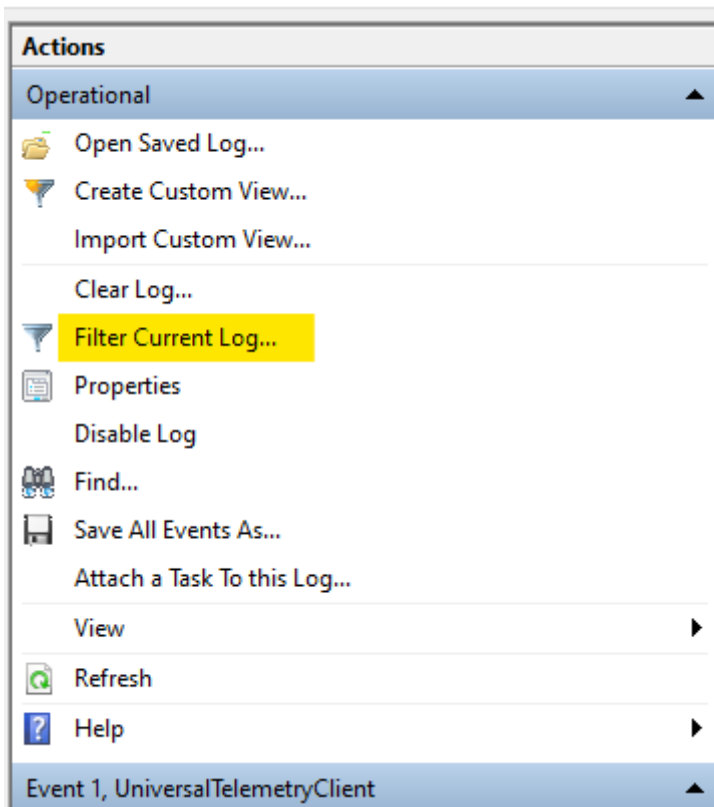 Actions
Operational
Open Saved Log...
Create Custom View...
Import Custom View...
Clear Log...
Filter Current Log...
Properties
Disable Log
Find...
Save All Events As...
Attach a Task To this Log...
View
Refresh
Help
Event 1, UniversalTelemetryClient